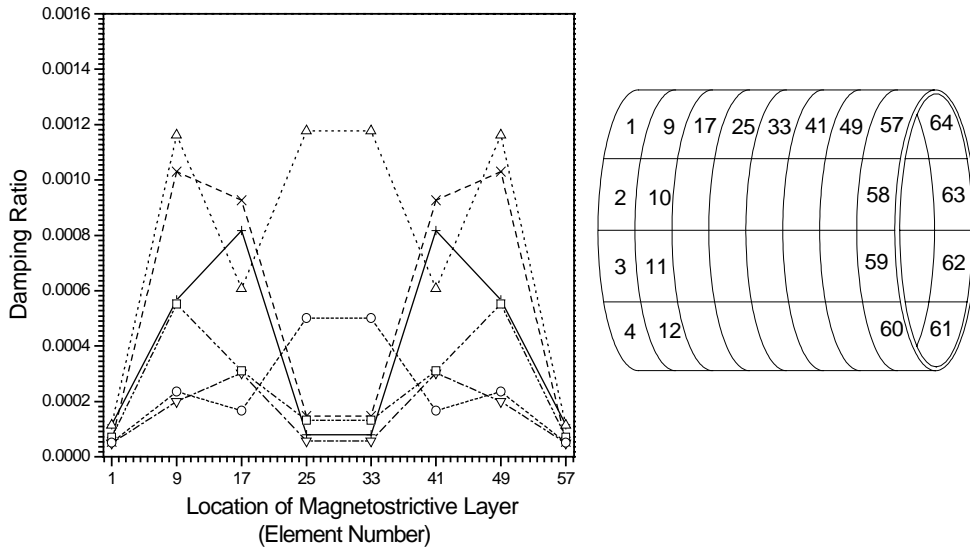 0.0016
0.0014
0.0012
0.0010
0.0008
0.0006
0.0004
0.0002
0.0000
Damping Ratio
1 9 17 25 33 41 49 57
Location of Magnetostrictive Layer
(Element Number)
1 9 17 25 33 41 49 57 64
2 10 58 63
3 11 59 62
4 12 60 61